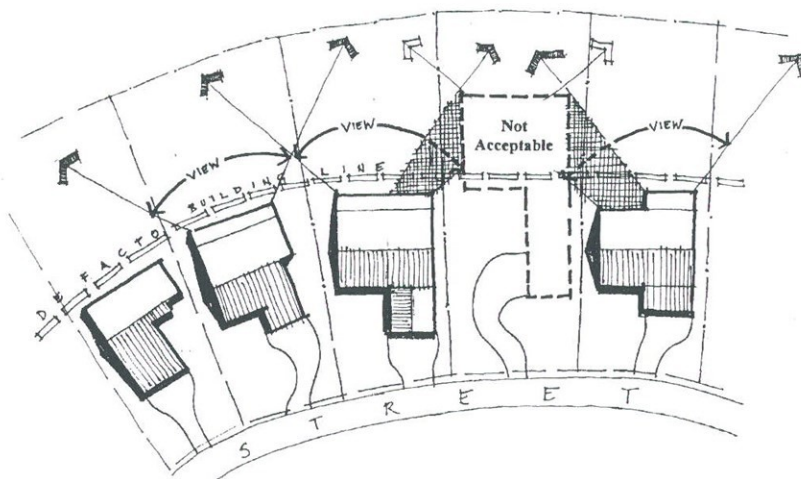 Not
Acceptable
VIEW
VIEW
VIEW
DE FACTO BUILDING LINE
STREET